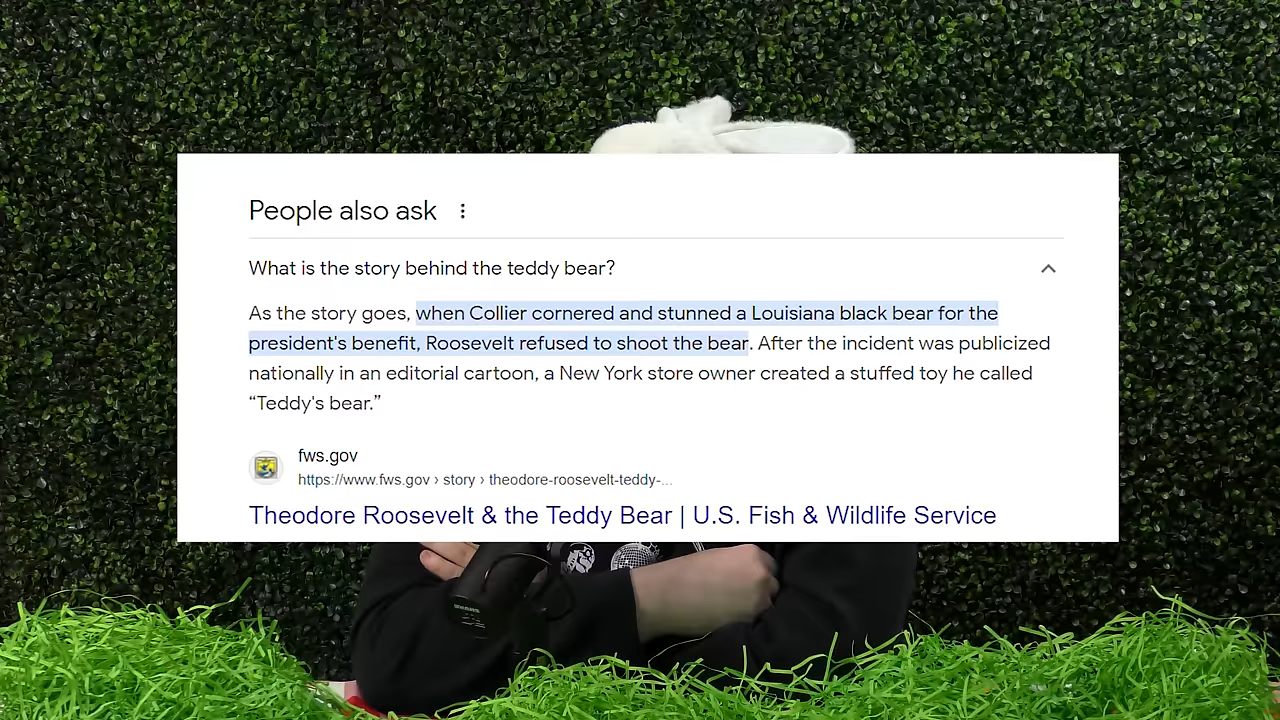 People also ask
What is the story behind the teddy bear?
As the story goes, when Collier cornered and stunned a Louisiana black bear for the
president's benefit, Roosevelt refused to shoot the bear. After the incident was publicized
nationally in an editorial cartoon, a New York store owner created a stuffed toy he called
“Teddy's bear.”
fws.gov
https://www.fws.gov › story › theodore-roosevelt-teddy-...
Theodore Roosevelt & the Teddy Bear | U.S. Fish & Wildlife Service